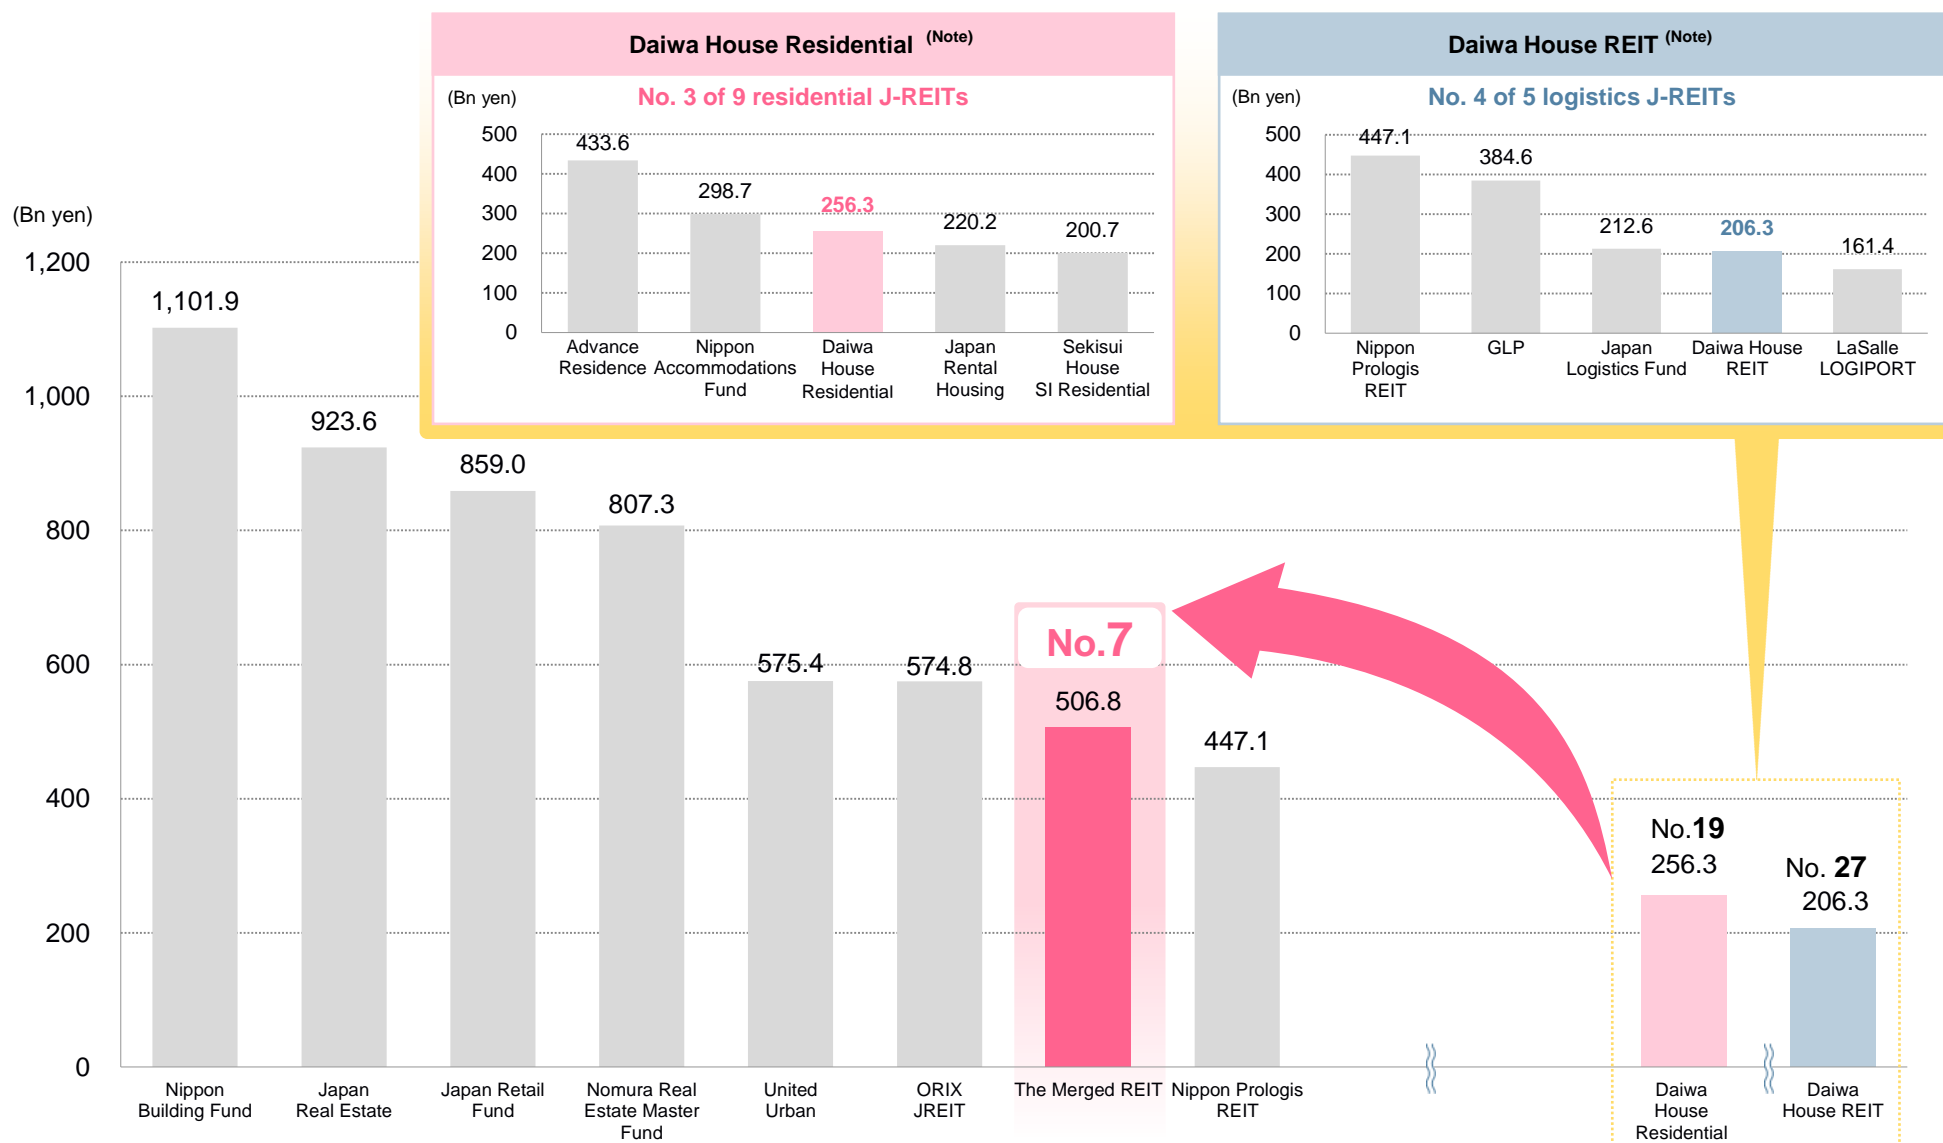 Daiwa House Residential (Note)
No. 3 of 9 residential J-REITs
(Bn yen)
500
400
300
200
100
0
433.6
298.7
256.3
220.2
200.7
Advance
Residence
Nippon
Accommodations
Fund
Daiwa
House
Residential
Japan
Rental
Housing
Sekisui
House
SI Residential
Daiwa House REIT (Note)
No. 4 of 5 logistics J-REITs
(Bn yen)
500
400
300
200
100
0
447.1
384.6
212.6
206.3
161.4
Nippon
Prologis
REIT
GLP
Japan
Logistics Fund
Daiwa House
REIT
LaSalle
LOGIPORT
(Bn yen)
1,200
1,000
800
600
400
200
0
1,101.9
923.6
859.0
807.3
575.4
574.8
No.7
506.8
447.1
No.19
256.3
No. 27
206.3
Nippon
Building Fund
Japan
Real Estate
Japan Retail
Fund
Nomura Real
Estate Master
Fund
United
Urban
ORIX
JREIT
The Merged REIT
Nippon Prologis
REIT
Daiwa
House
Residential
Daiwa
House REIT